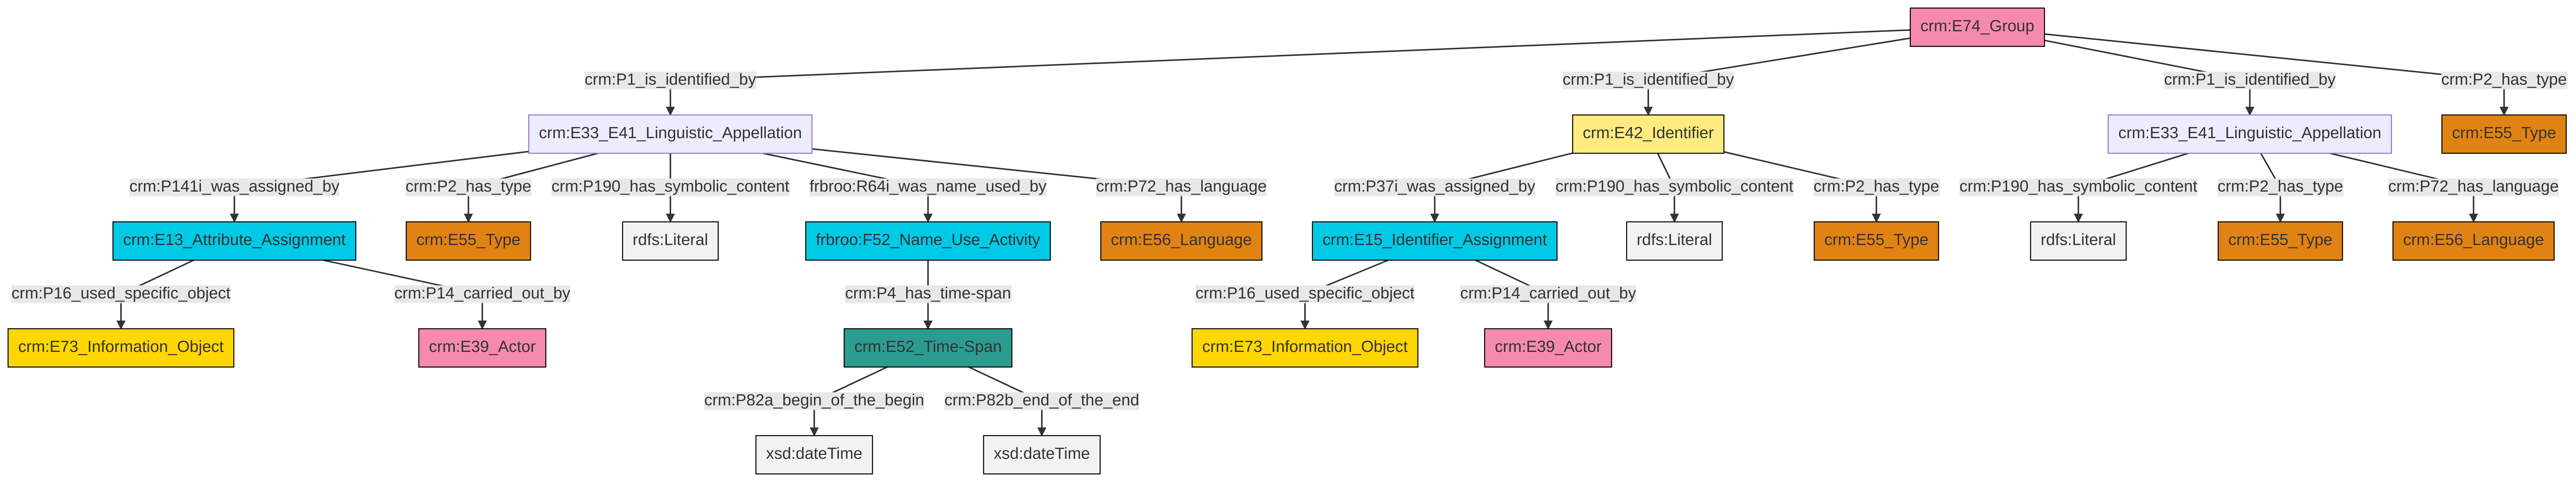 crm:E74_Group
crm:P1_is_identified_by
crm:P1_is_identified_by
crm:P1_is_identified_by
crm:P2_has_type
crm:E33_E41_Linguistic_Appellation
crm:E42_Identifier
crm:E33_E41_Linguistic_Appellation
crm:E55_Type
crm:P141i_was_assigned_by
crm:P2_has_type
crm:P190_has_symbolic_content
frbroo:R64i_was_name_used_by
crm:P72_has_language
crm:P37i_was_assigned_by
crm:P190_has_symbolic_content
crm:P2_has_type
crm:P190_has_symbolic_content
crm:P2_has_type
crm:P72_has_language
crm:E13_Attribute_Assignment
crm:E55_Type
rdfs:Literal
frbroo:F52_Name_Use_Activity
crm:E56_Language
crm:E15_Identifier_Assignment
rdfs:Literal
crm:E55_Type
rdfs:Literal
crm:E55_Type
crm:E56_Language
crm:P16_used_specific_object
crm:P14_carried_out_by
crm:P4_has_time-span
crm:P16_used_specific_object
crm:P14_carried_out_by
crm:E73_Information_Object
crm:E39_Actor
crm:E52_Time-Span
crm:E73_Information_Object
crm:E39_Actor
crm:P82a_begin_of_the_begin
crm:P82b_end_of_the_end
xsd:dateTime
xsd:dateTime